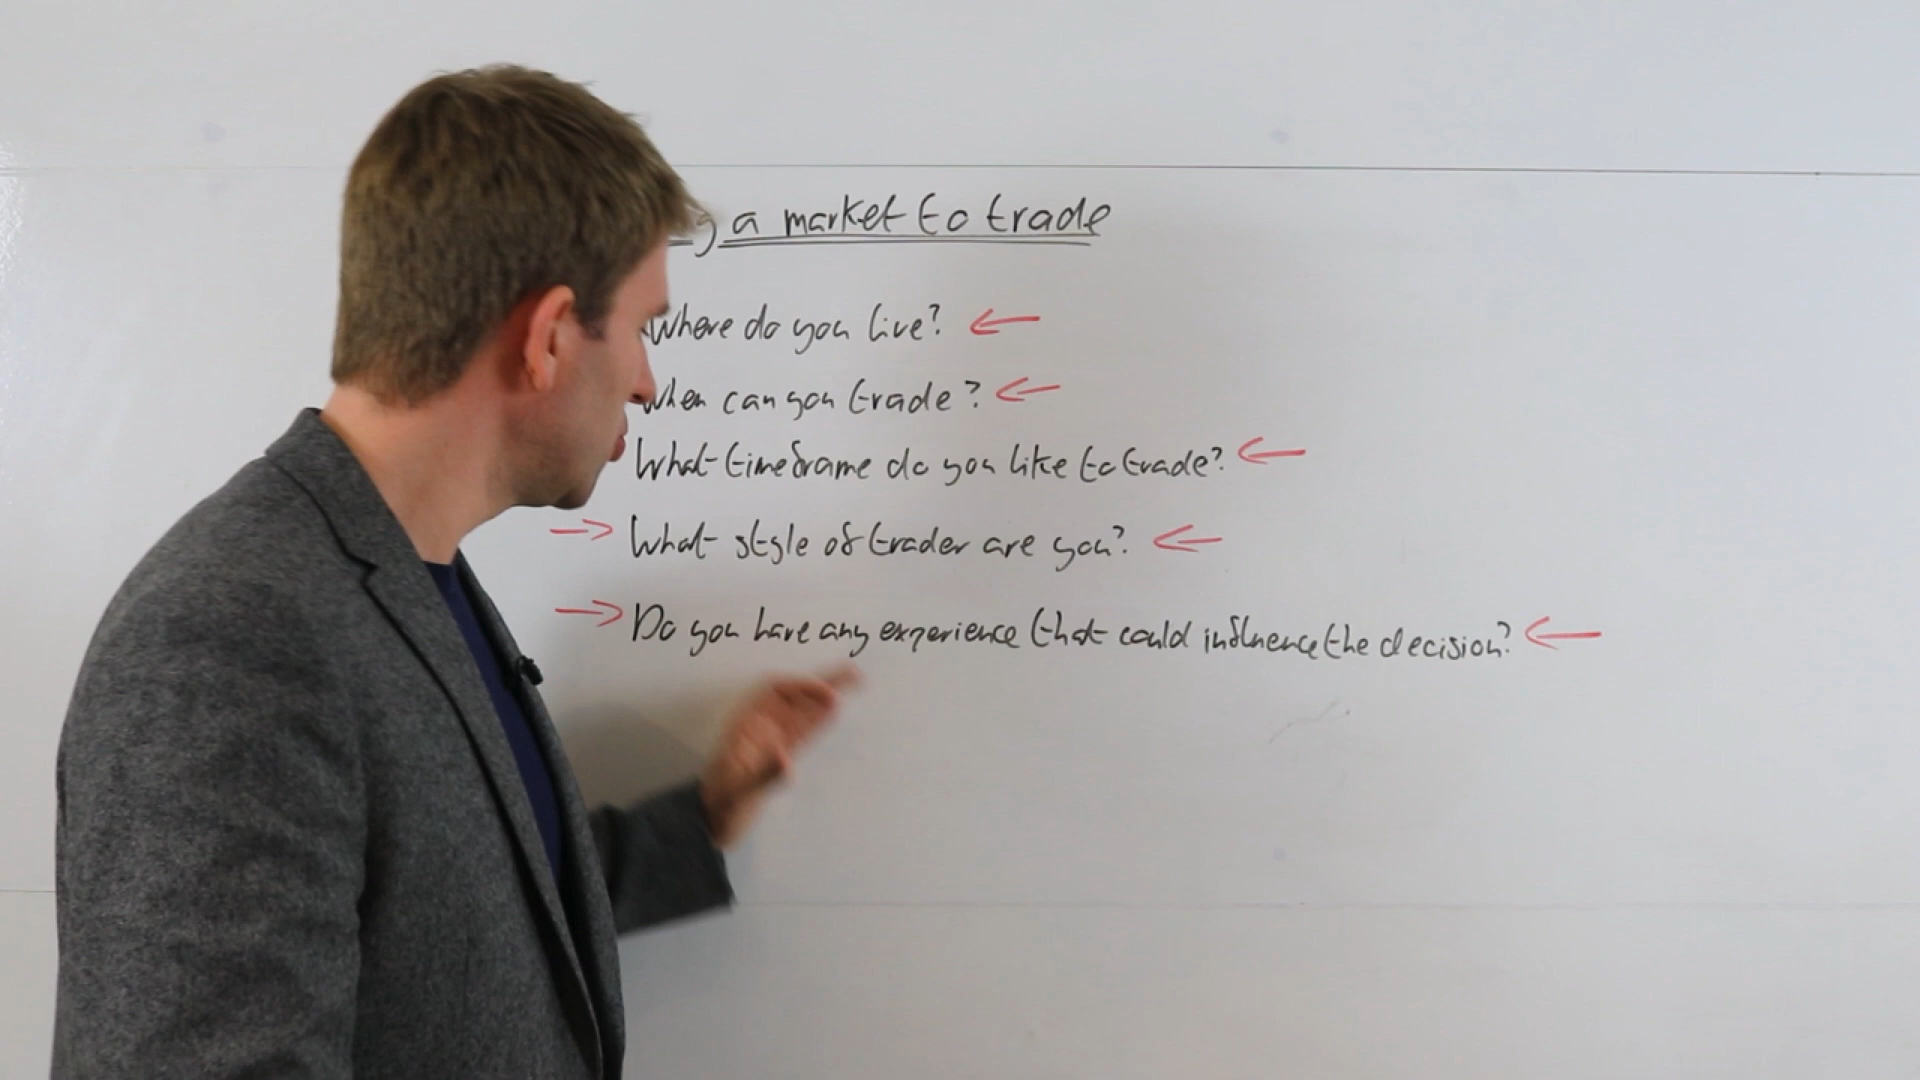 g a market to trade
Where do you live?
When can you trade?
What timeframe do you like to trade?
What style of trader are you?
Do you have any experience that could influence the decision?